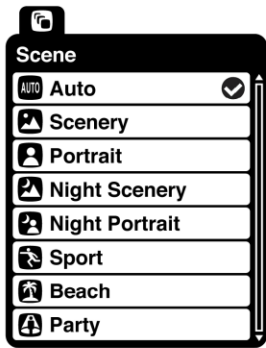 Scene
AUTO Auto
Scenery
Portrait
Night Scenery
Night Portrait
Sport
Beach
Party